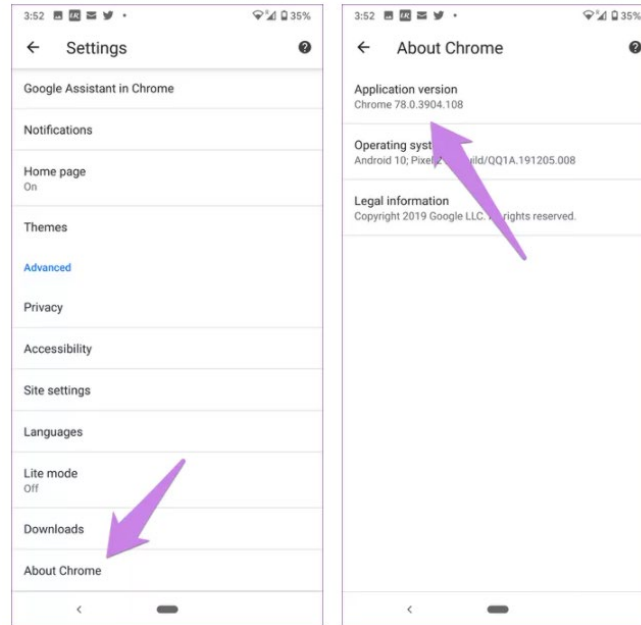 3:52
35%
Settings
Google Assistant in Chrome
Notifications
Home page
On
Themes
Advanced
Privacy
Accessibility
Site settings
Languages
Lite mode
Off
Downloads
About Chrome
3:52
35%
About Chrome
Application version
Chrome 78.0.3904.108
Operating
Android 10; Pixel 2 /QQ1A.191205.008
Legal information
Copyright 2019 Google LLC. rights reserved.